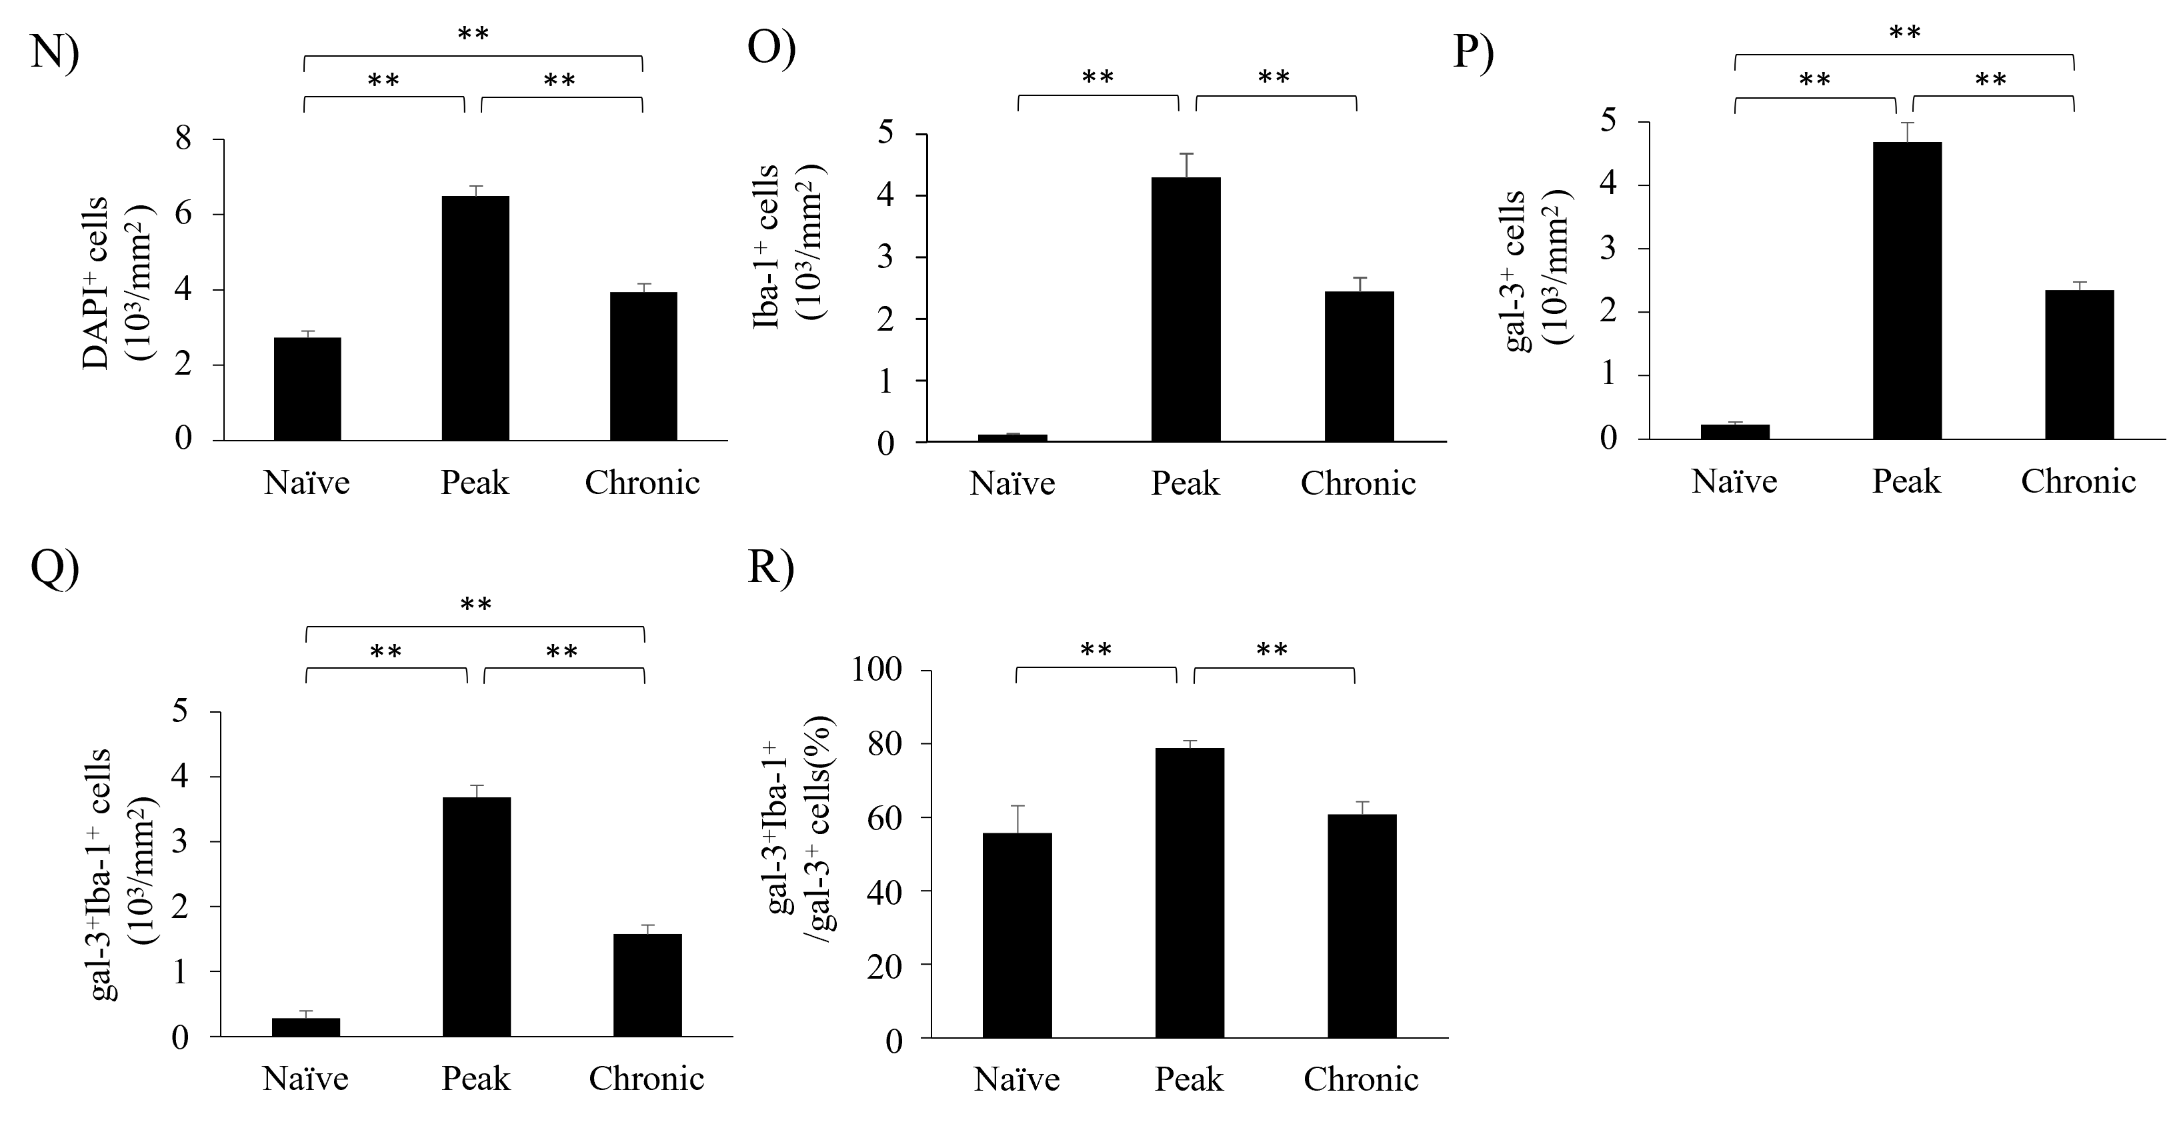 N)
**
** **
8
6
4
2
0
DAPI⁺ cells
(10³/mm²)
Naïve Peak Chronic
O)
** **
5
4
3
2
1
0
Iba-1⁺ cells
(10³/mm²)
Naïve Peak Chronic
P)
**
** **
5
4
3
2
1
0
gal-3⁺ cells
(10³/mm²)
Naïve Peak Chronic
Q)
**
** **
5
4
3
2
1
0
gal-3⁺Iba-1⁺ cells
(10³/mm²)
Naïve Peak Chronic
R)
** **
100
80
60
40
20
0
gal-3⁺Iba-1⁺
/gal-3⁺ cells(%)
Naïve Peak Chronic